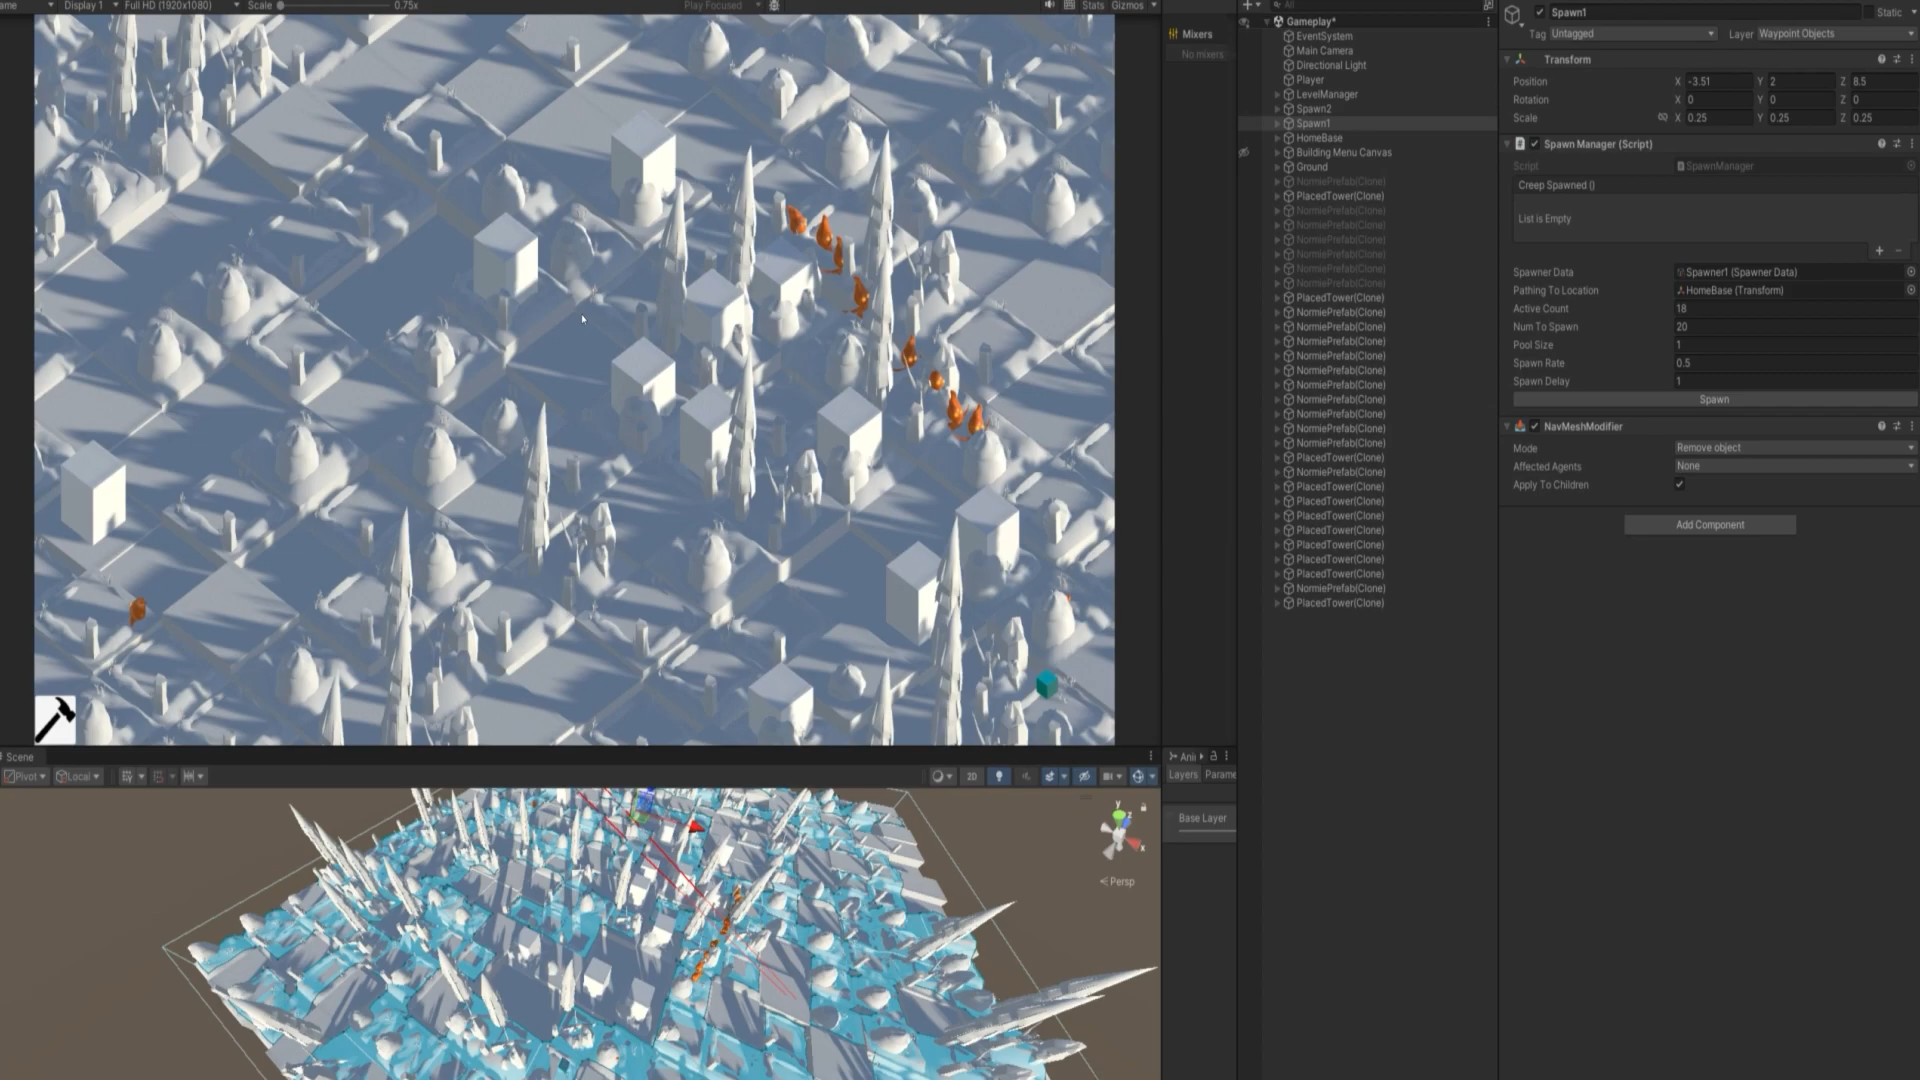 ame
Display 1
Full HD (1920x1080)
Scale
0.75x
Play Focused
Stats
Gizmos
Scene
Pivot
Local
2D
y
z
x
Persp
Mixers
No mixers
Ani
Layers
Parame
Base Layer
All
Gameplay*
EventSystem
Main Camera
Directional Light
Player
LevelManager
Spawn2
Spawn1
HomeBase
Building Menu Canvas
Ground
NormiePrefab(Clone)
PlacedTower(Clone)
NormiePrefab(Clone)
NormiePrefab(Clone)
NormiePrefab(Clone)
NormiePrefab(Clone)
NormiePrefab(Clone)
NormiePrefab(Clone)
PlacedTower(Clone)
NormiePrefab(Clone)
NormiePrefab(Clone)
NormiePrefab(Clone)
NormiePrefab(Clone)
NormiePrefab(Clone)
NormiePrefab(Clone)
NormiePrefab(Clone)
NormiePrefab(Clone)
NormiePrefab(Clone)
NormiePrefab(Clone)
PlacedTower(Clone)
NormiePrefab(Clone)
PlacedTower(Clone)
PlacedTower(Clone)
PlacedTower(Clone)
PlacedTower(Clone)
PlacedTower(Clone)
PlacedTower(Clone)
PlacedTower(Clone)
NormiePrefab(Clone)
PlacedTower(Clone)
Spawn1
Static
Tag Untagged
Layer Waypoint Objects
Transform
Position X -3.51 Y 2 Z 8.5
Rotation X 0 Y 0 Z 0
Scale X 0.25 Y 0.25 Z 0.25
Spawn Manager (Script)
Script SpawnManager
Creep Spawned ()
List is Empty
Spawner Data Spawner1 (Spawner Data)
Pathing To Location HomeBase (Transform)
Active Count 18
Num To Spawn 20
Pool Size 1
Spawn Rate 0.5
Spawn Delay 1
Spawn
NavMeshModifier
Mode Remove object
Affected Agents None
Apply To Children
Add Component